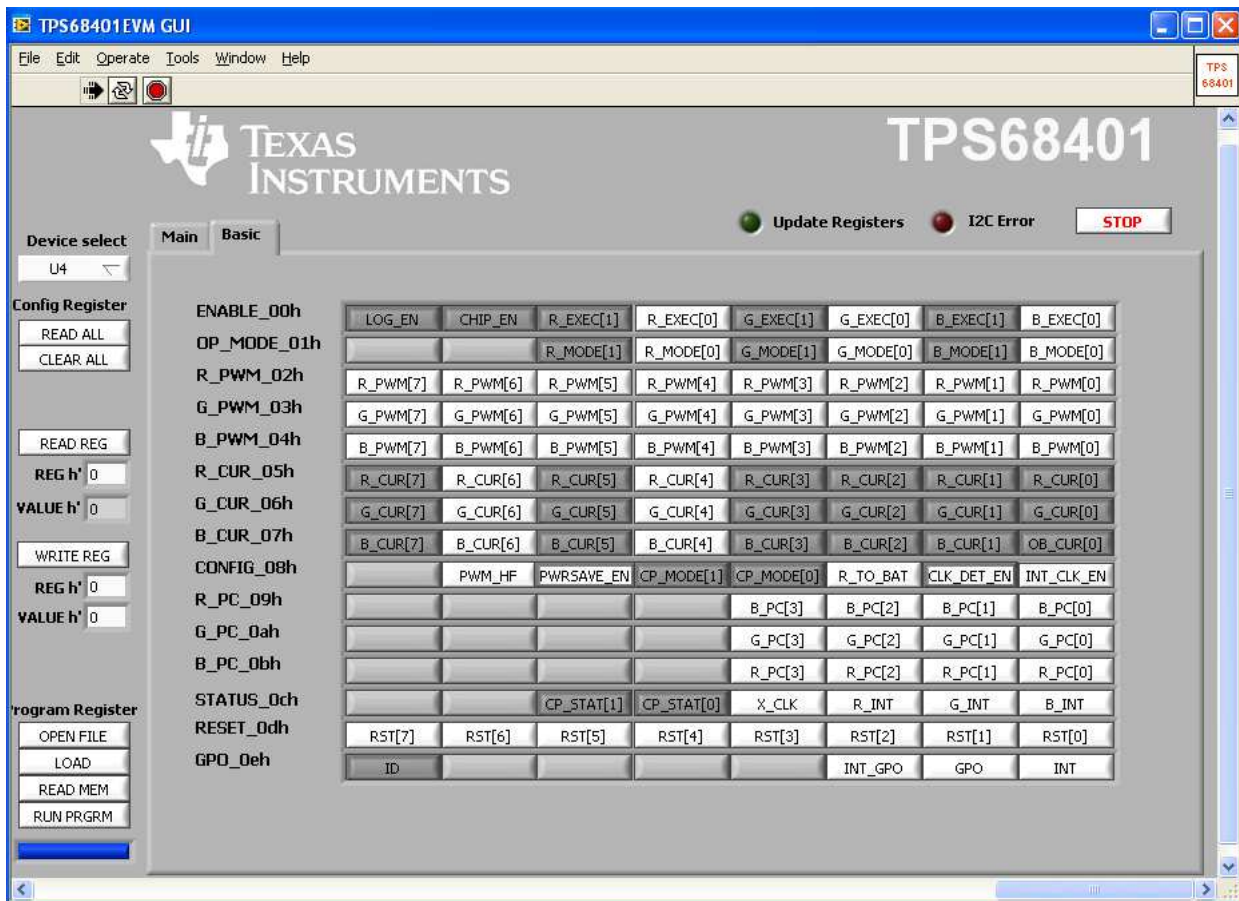 TPS68401EVM GUI
File Edit Operate Tools Window Help
TPS
68401
TEXAS
INSTRUMENTS
TPS68401
Update Registers I2C Error STOP
Device select Main Basic
U4
Config Register
READ ALL
CLEAR ALL
READ REG
REG h' 0
VALUE h' 0
WRITE REG
REG h' 0
VALUE h' 0
rogram Register
OPEN FILE
LOAD
READ MEM
RUN PRGRM
ENABLE_00h LOG_EN CHIP_EN R_EXEC[1] R_EXEC[0] G_EXEC[1] G_EXEC[0] B_EXEC[1] B_EXEC[0]
OP_MODE_01h R_MODE[1] R_MODE[0] G_MODE[1] G_MODE[0] B_MODE[1] B_MODE[0]
R_PWM_02h R_PWM[7] R_PWM[6] R_PWM[5] R_PWM[4] R_PWM[3] R_PWM[2] R_PWM[1] R_PWM[0]
G_PWM_03h G_PWM[7] G_PWM[6] G_PWM[5] G_PWM[4] G_PWM[3] G_PWM[2] G_PWM[1] G_PWM[0]
B_PWM_04h B_PWM[7] B_PWM[6] B_PWM[5] B_PWM[4] B_PWM[3] B_PWM[2] B_PWM[1] B_PWM[0]
R_CUR_05h R_CUR[7] R_CUR[6] R_CUR[5] R_CUR[4] R_CUR[3] R_CUR[2] R_CUR[1] R_CUR[0]
G_CUR_06h G_CUR[7] G_CUR[6] G_CUR[5] G_CUR[4] G_CUR[3] G_CUR[2] G_CUR[1] G_CUR[0]
B_CUR_07h B_CUR[7] B_CUR[6] B_CUR[5] B_CUR[4] B_CUR[3] B_CUR[2] B_CUR[1] OB_CUR[0]
CONFIG_08h PWM_HF PWRSAVE_EN CP_MODE[1] CP_MODE[0] R_TO_BAT CLK_DET_EN INT_CLK_EN
R_PC_09h B_PC[3] B_PC[2] B_PC[1] B_PC[0]
G_PC_0ah G_PC[3] G_PC[2] G_PC[1] G_PC[0]
B_PC_0bh R_PC[3] R_PC[2] R_PC[1] R_PC[0]
STATUS_0ch CP_STAT[1] CP_STAT[0] X_CLK R_INT G_INT B_INT
RESET_0dh RST[7] RST[6] RST[5] RST[4] RST[3] RST[2] RST[1] RST[0]
GPO_0eh ID INT_GPO GPO INT